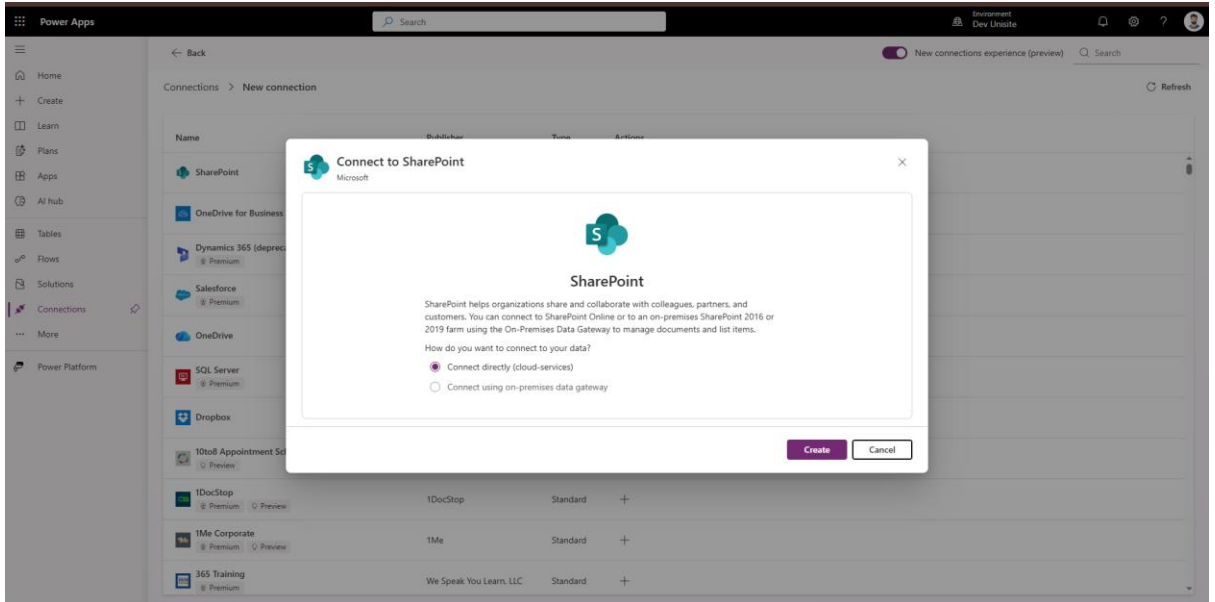 Power Apps
Search
Environment
Dev Unisite
?
Back
New connections experience (preview)
Search
Home
Create
Learn
Plans
Apps
AI hub
Tables
Flows
Solutions
Connections
More
Power Platform
Connections > New connection
Refresh
Name Publisher Type Actions
SharePoint
OneDrive for Business
Dynamics 365 (depreca
Premium
Salesforce
Premium
OneDrive
SQL Server
Premium
Dropbox
10to8 Appointment Sc
Preview
1DocStop 1DocStop Standard
Premium Preview
1Me Corporate 1Me Standard
Premium Preview
365 Training We Speak You Learn, LLC Standard
Premium
Connect to SharePoint
Microsoft
S
SharePoint
SharePoint helps organizations share and collaborate with colleagues, partners, and
customers. You can connect to SharePoint Online or to an on-premises SharePoint 2016 or
2019 farm using the On-Premises Data Gateway to manage documents and list items.
How do you want to connect to your data?
Connect directly (cloud-services)
Connect using on-premises data gateway
Create Cancel